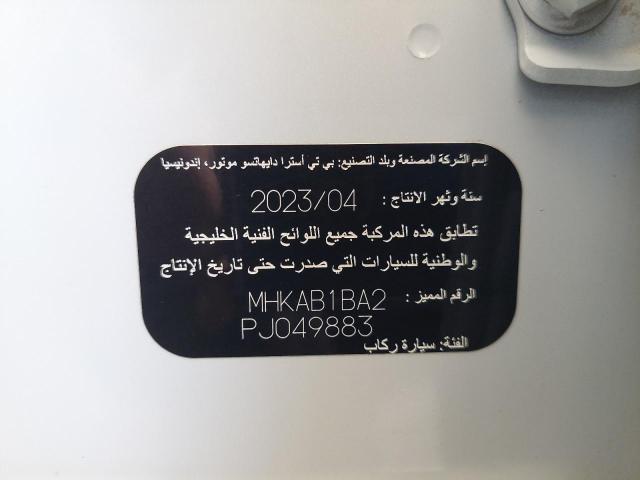 إسم الشركة المصنعة وبلد التصنيع: بي تي أسترا دايهاتسو موتور، إندونيسيا
سنة وشهر الانتاج : 2023/04
تطابق هذه المركبة جميع اللوائح الفنية الخليجية
والوطنية للسيارات التي صدرت حتى تاريخ الإنتاج
الرقم المميز : MHKAB1BA2
PJ049883
الفئة: سيارة ركاب